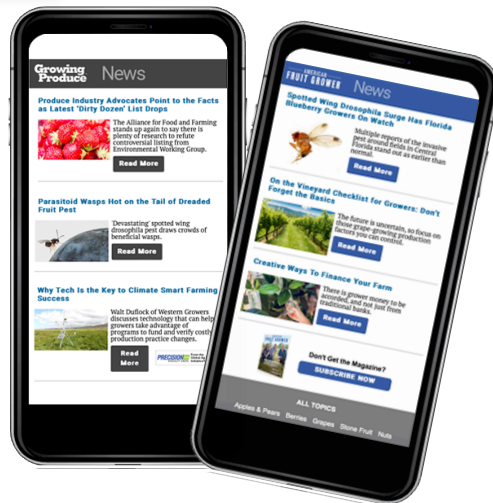 Growing
Produce
News
Produce Industry Advocates Point to the Facts
as Latest 'Dirty Dozen' List Drops
The Alliance for Food and Farming
stands up again to say there is
plenty of research to refute
controversial listing from
Environmental Working Group.
Read More
Parasitoid Wasps Hot on the Tail of Dreaded
Fruit Pest
'Devastating' spotted wing
drosophila pest draws crowds of
beneficial wasps.
Read More
Why Tech Is the Key to Climate Smart Farming
Success
Walt Duflock of Western Growers
discusses technology that can help
growers take advantage of
programs to fund and verify costly
production practice changes.
Read
More
PRECISION
AMERICAN
FRUIT GROWER
News
Spotted Wing Drosophila Surge Has Florida
Blueberry Growers On Watch
Multiple reports of the invasive
pest around fields in Central
Florida stand out as earlier than
normal.
Read More
On the Vineyard Checklist for Growers: Don't
Forget the Basics
The future is uncertain, so focus on
those grape-growing production
factors you can control.
Read More
Creative Ways To Finance Your Farm
There is grower money to be
accorded, and not just from
traditional banks.
Read More
Don't Get the Magazine?
SUBSCRIBE NOW
ALL TOPICS
Apples & Pears Berries Grapes Stone Fruit Nuts